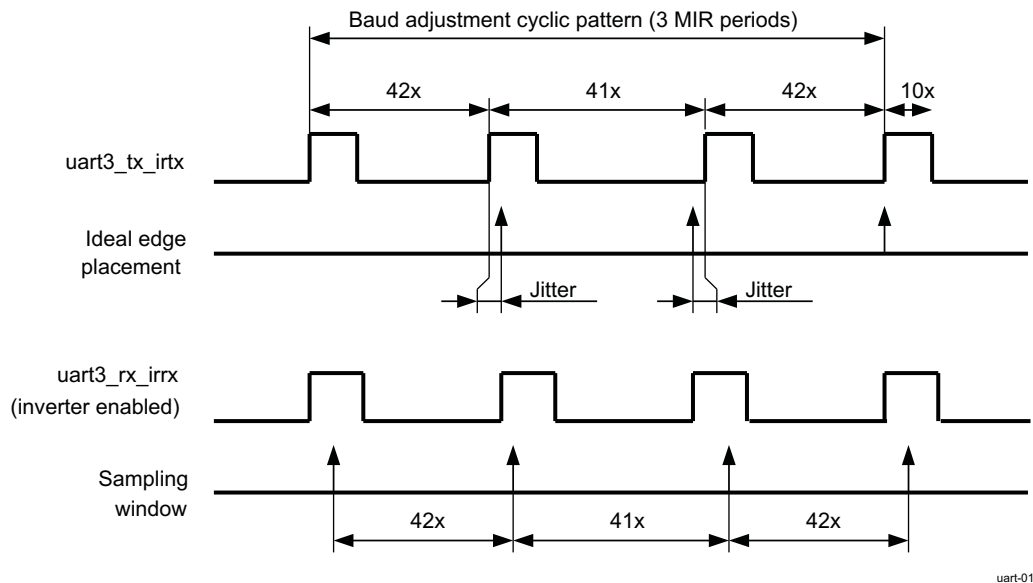 Baud adjustment cyclic pattern (3 MIR periods)
42x
41x
42x
10x
uart3_tx_irtx
Ideal edge
placement
Jitter
Jitter
uart3_rx_irrx
(inverter enabled)
Sampling
window
42x
41x
42x
uart-01